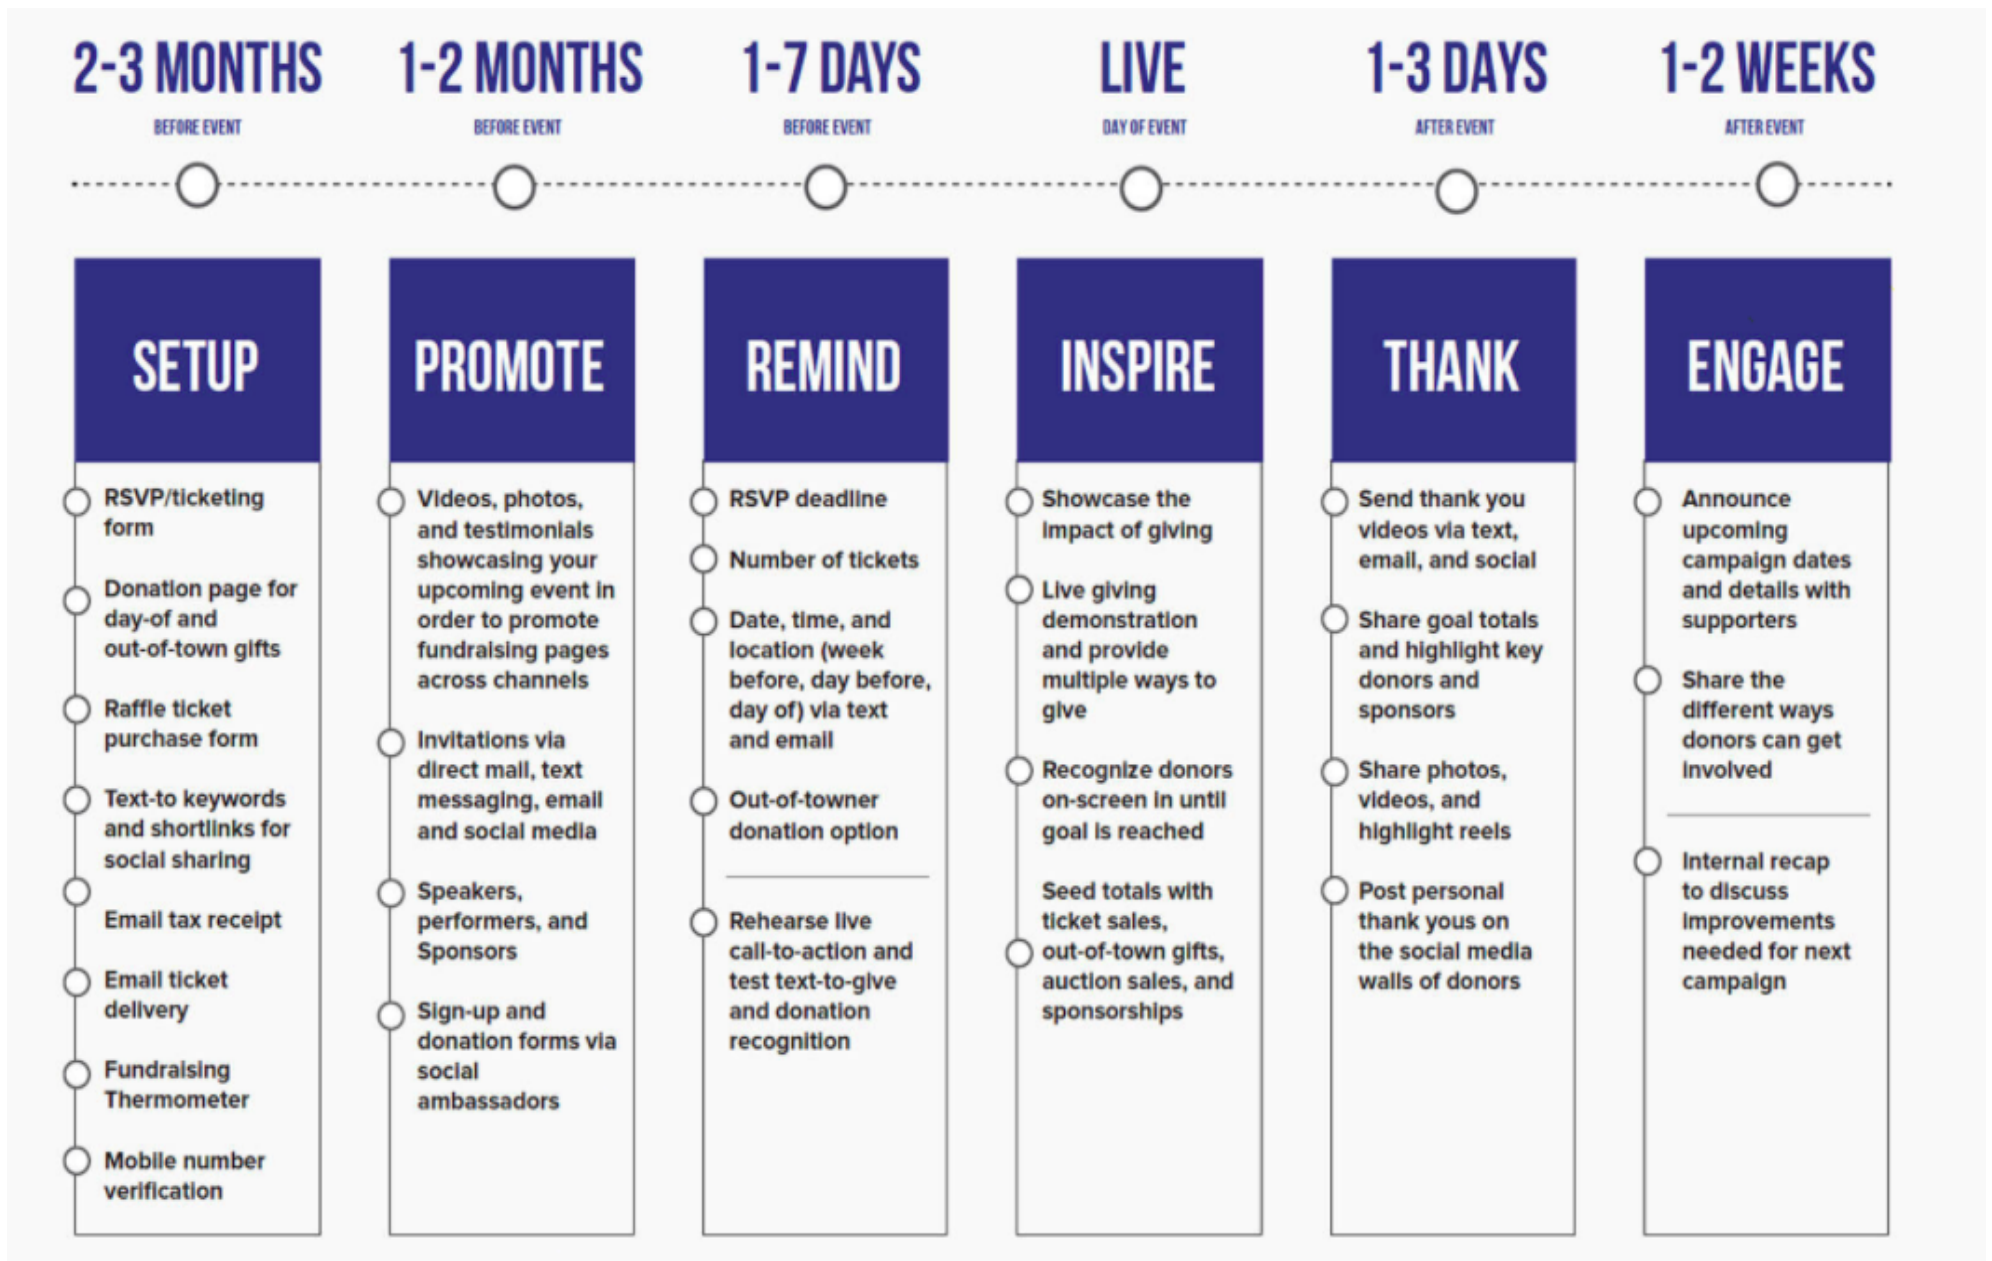 2-3 MONTHS
BEFORE EVENT
1-2 MONTHS
BEFORE EVENT
1-7 DAYS
BEFORE EVENT
LIVE
DAY OF EVENT
1-3 DAYS
AFTER EVENT
1-2 WEEKS
AFTER EVENT
SETUP
RSVP/ticketing
form
Donation page for
day-of and
out-of-town gifts
Raffle ticket
purchase form
Text-to keywords
and shortlinks for
social sharing
Email tax receipt
Email ticket
delivery
Fundraising
Thermometer
Mobile number
verification
PROMOTE
Videos, photos,
and testimonials
showcasing your
upcoming event in
order to promote
fundraising pages
across channels
Invitations via
direct mail, text
messaging, email
and social media
Speakers,
performers, and
Sponsors
Sign-up and
donation forms via
social
ambassadors
REMIND
RSVP deadline
Number of tickets
Date, time, and
location (week
before, day before,
day of) via text
and email
Out-of-towner
donation option
Rehearse live
call-to-action and
test text-to-give
and donation
recognition
INSPIRE
Showcase the
impact of giving
Live giving
demonstration
and provide
multiple ways to
give
Recognize donors
on-screen in until
goal is reached
Seed totals with
ticket sales,
out-of-town gifts,
auction sales, and
sponsorships
THANK
Send thank you
videos via text,
email, and social
Share goal totals
and highlight key
donors and
sponsors
Share photos,
videos, and
highlight reels
Post personal
thank yous on
the social media
walls of donors
ENGAGE
Announce
upcoming
campaign dates
and details with
supporters
Share the
different ways
donors can get
involved
Internal recap
to discuss
improvements
needed for next
campaign